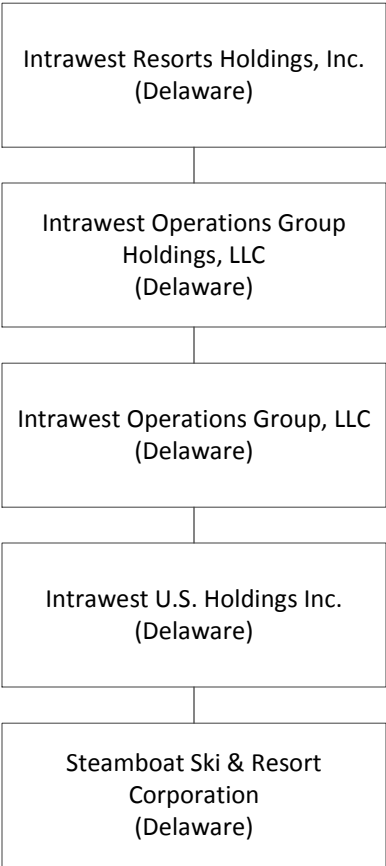 Intrawest Resorts Holdings, Inc.
(Delaware)
Intrawest Operations Group
Holdings, LLC
(Delaware)
Intrawest Operations Group, LLC
(Delaware)
Intrawest U.S. Holdings Inc.
(Delaware)
Steamboat Ski & Resort
Corporation
(Delaware)